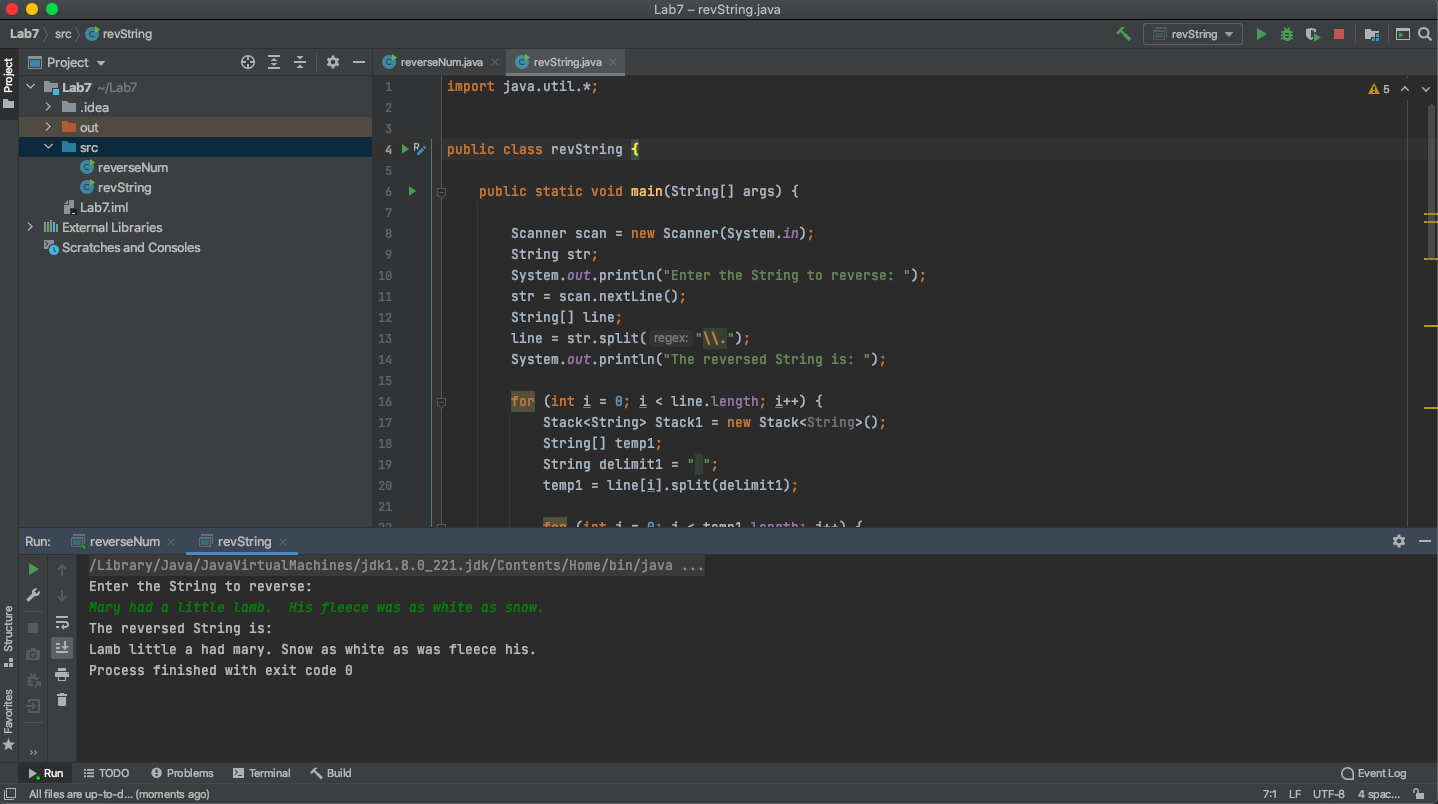 Lab7 – revString.java
Lab7 src revString
revString
Project
Project
reverseNum.java
revString.java
Lab7 ~/Lab7
.idea
out
src
reverseNum
revString
Lab7.iml
External Libraries
Scratches and Consoles
5
1 import java.util.*;
2
3
4 public class revString {
5
6 public static void main(String[] args) {
7
8 Scanner scan = new Scanner(System.in);
9 String str;
10 System.out.println("Enter the String to reverse: ");
11 str = scan.nextLine();
12 String[] line;
13 line = str.split( regex: "\\.");
14 System.out.println("The reversed String is: ");
15
16 for (int i = 0; i < line.length; i++) {
17 Stack<String> Stack1 = new Stack<String>();
18 String[] temp1;
19 String delimit1 = " ";
20 temp1 = line[i].split(delimit1);
21
22 for (int i = 0; i < temp1.length; i++) {
Run: reverseNum revString
/Library/Java/JavaVirtualMachines/jdk1.8.0_221.jdk/Contents/Home/bin/java ...
Enter the String to reverse:
Mary had a little lamb.  His fleece was as white as snow.
The reversed String is:
Lamb little a had mary. Snow as white as was fleece his.
Process finished with exit code 0
Structure
Favorites
Run TODO Problems Terminal Build Event Log
All files are up-to-d... (moments ago) 7:1 LF UTF-8 4 spac...